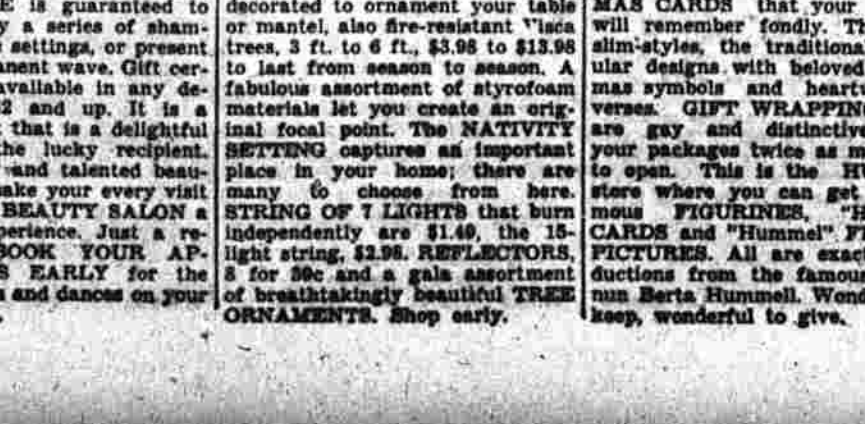 E is guaranteed to
y a series of sham-
settings, or present
nent wave. Gift cer-
available in any de-
2 and up. It is a
that is a delightful
he lucky recipient.
and talented beau-
ake your every visit
BEAUTY SALON a
perience. Just a re-
BOOK YOUR AP-
S EARLY for the
s and dances on your
decorated to ornament your table
or mantel, also fire-resistant Visca
trees, 3 ft. to 6 ft., $3.98 to $13.98
to last from season to season. A
fabulous assortment of styrofoam
materials let you create an orig-
inal focal point. The NATIVITY
SETTING captures an important
place in your home; there are
many to choose from here.
STRING OF 7 LIGHTS that burn
independently are $1.49, the 15-
light string, $2.98. REFLECTORS,
8 for and a gala assortment
of breathtakingly beautiful TREE
ORNAMENTS. Shop early.
MAS CARDS that your
will remember fondly. T
slim-styles, the traditiona
ular designs with beloved
mas symbols and heart
verses. GIFT WRAPPIN
are gay and distinctive
your packages twice as m
to open. This is the H
store where you can get
mous FIGURINES, "
CARDS and "Hummel" F
PICTURES. All are exac
ductions from the famou
nun Berta Hummell. Won
keep, wonderful to give.